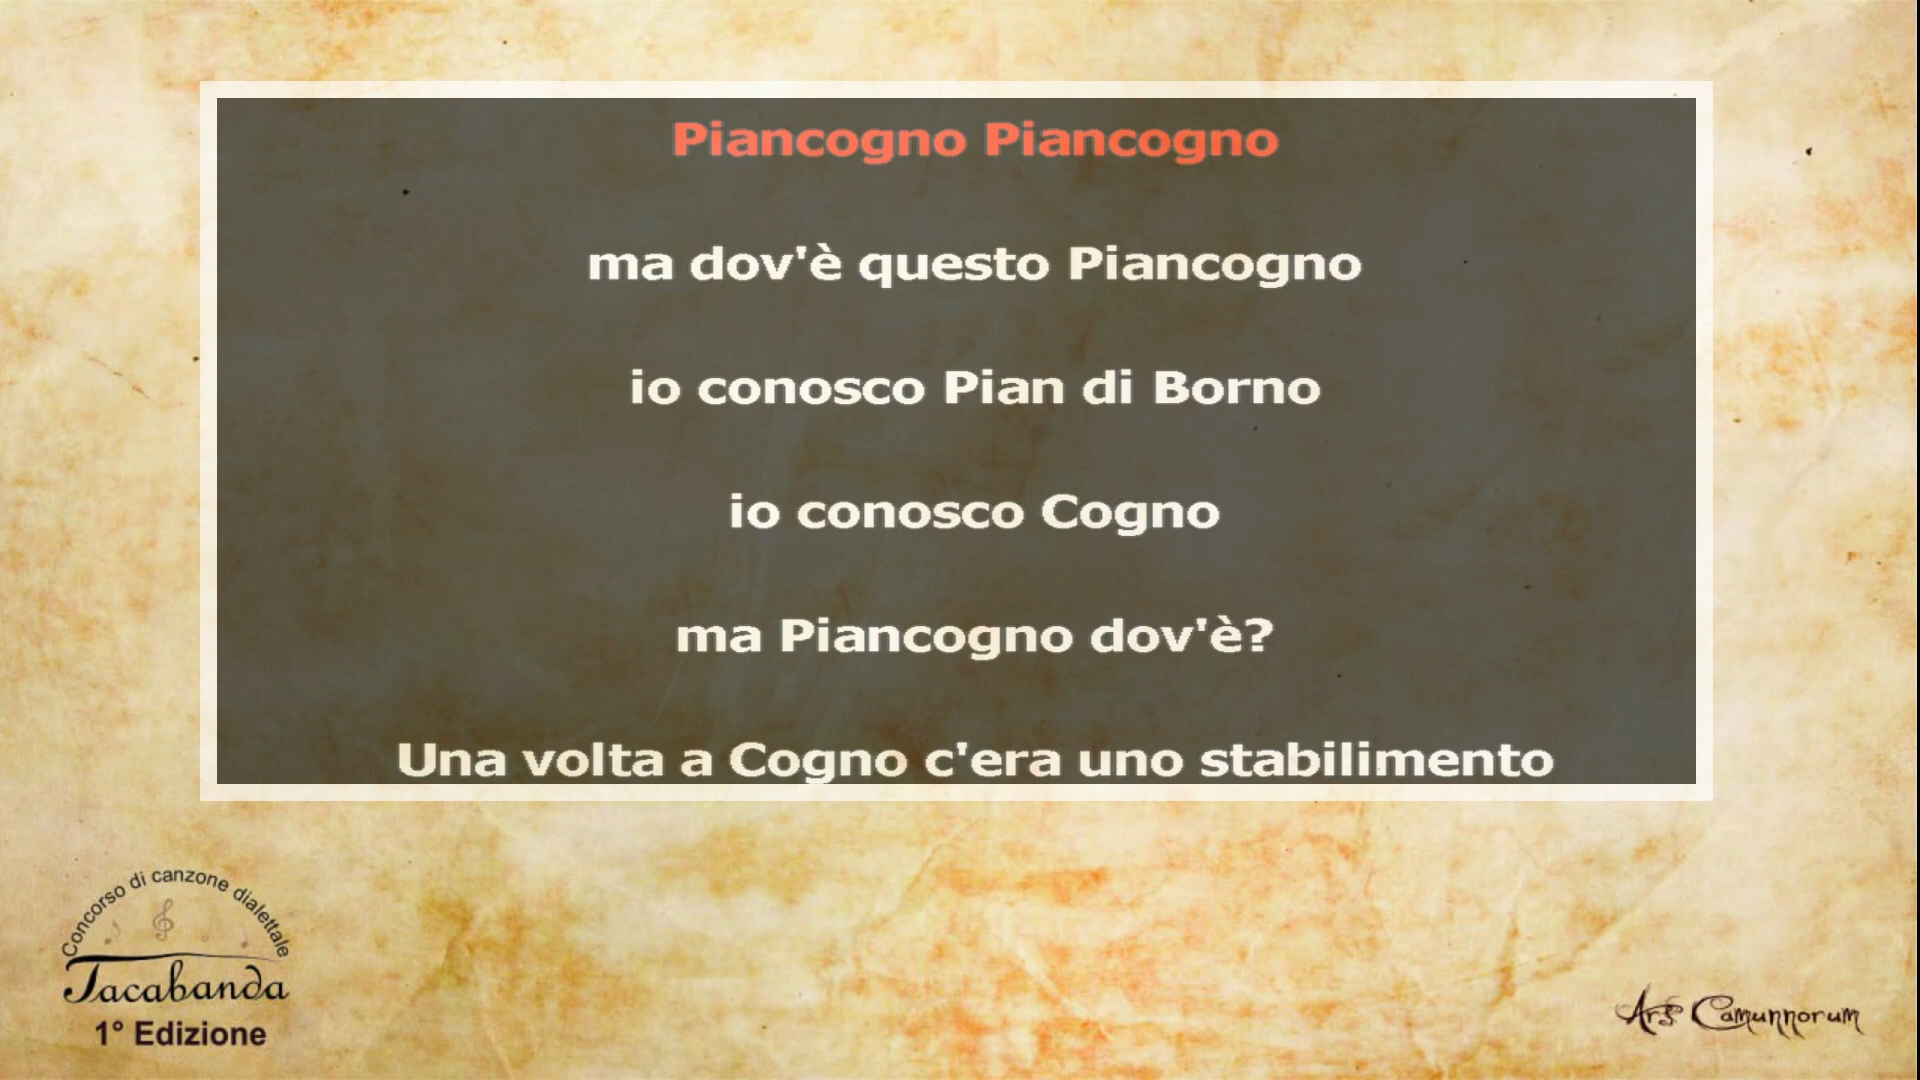 Piancogno Piancogno
ma dov'è questo Piancogno
io conosco Pian di Borno
io conosco Cogno
ma Piancogno dov'è?
Una volta a Cogno c'era uno stabilimento
Concorso di canzone dialettale
Tacabanda
1° Edizione
Ars Camunnorum